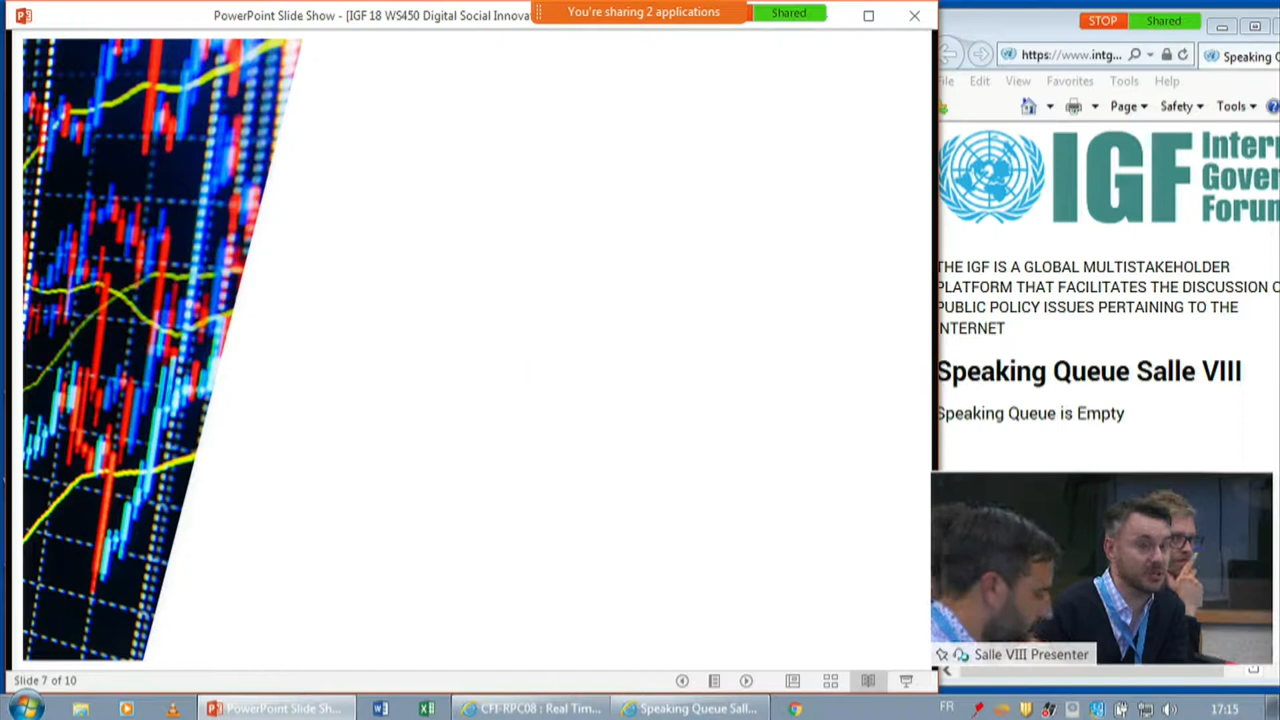 PowerPoint Slide Show - [IGF 18 WS450 Digital Social Innova
You're sharing 2 applications
Shared
STOP
Shared
https://www.intg...
Speaking
File Edit View Favorites Tools Help
Page Safety Tools
IGF
Intern
Gover
Forum
THE IGF IS A GLOBAL MULTISTAKEHOLDER
PLATFORM THAT FACILITATES THE DISCUSSION O
PUBLIC POLICY ISSUES PERTAINING TO THE
INTERNET
Speaking Queue Salle VIII
Speaking Queue is Empty
Salle VIII Presenter
Slide 7 of 10
PowerPoint Slide Sh...
CFI-RPC08 : Real Tim...
Speaking Queue Sall...
FR
17:15